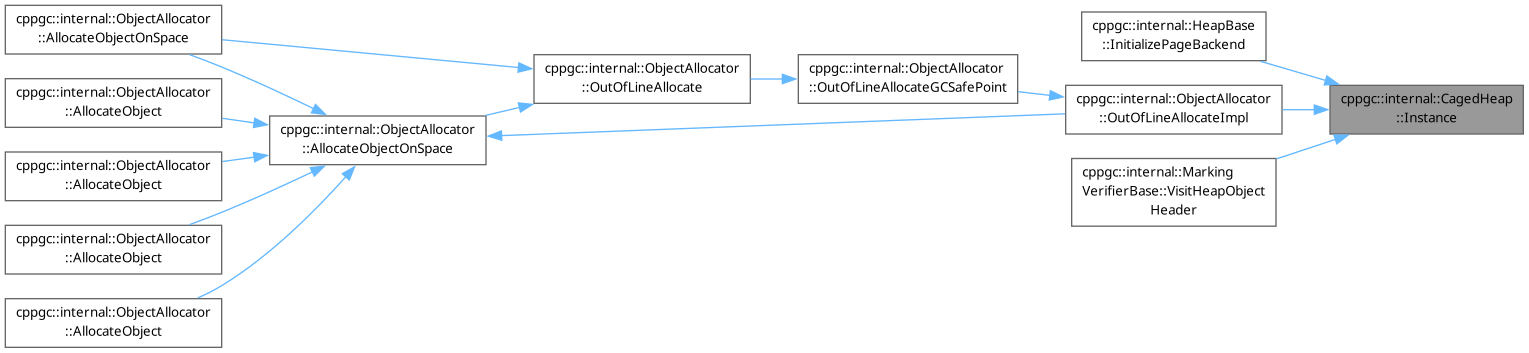 cppgc::internal::ObjectAllocator
::AllocateObjectOnSpace
cppgc::internal::ObjectAllocator
::AllocateObject
cppgc::internal::ObjectAllocator
::AllocateObject
cppgc::internal::ObjectAllocator
::AllocateObject
cppgc::internal::ObjectAllocator
::AllocateObject
cppgc::internal::ObjectAllocator
::AllocateObjectOnSpace
cppgc::internal::ObjectAllocator
::OutOfLineAllocate
cppgc::internal::ObjectAllocator
::OutOfLineAllocateGCSafePoint
cppgc::internal::HeapBase
::InitializePageBackend
cppgc::internal::ObjectAllocator
::OutOfLineAllocateImpl
cppgc::internal::Marking
VerifierBase::VisitHeapObject
Header
cppgc::internal::CagedHeap
::Instance